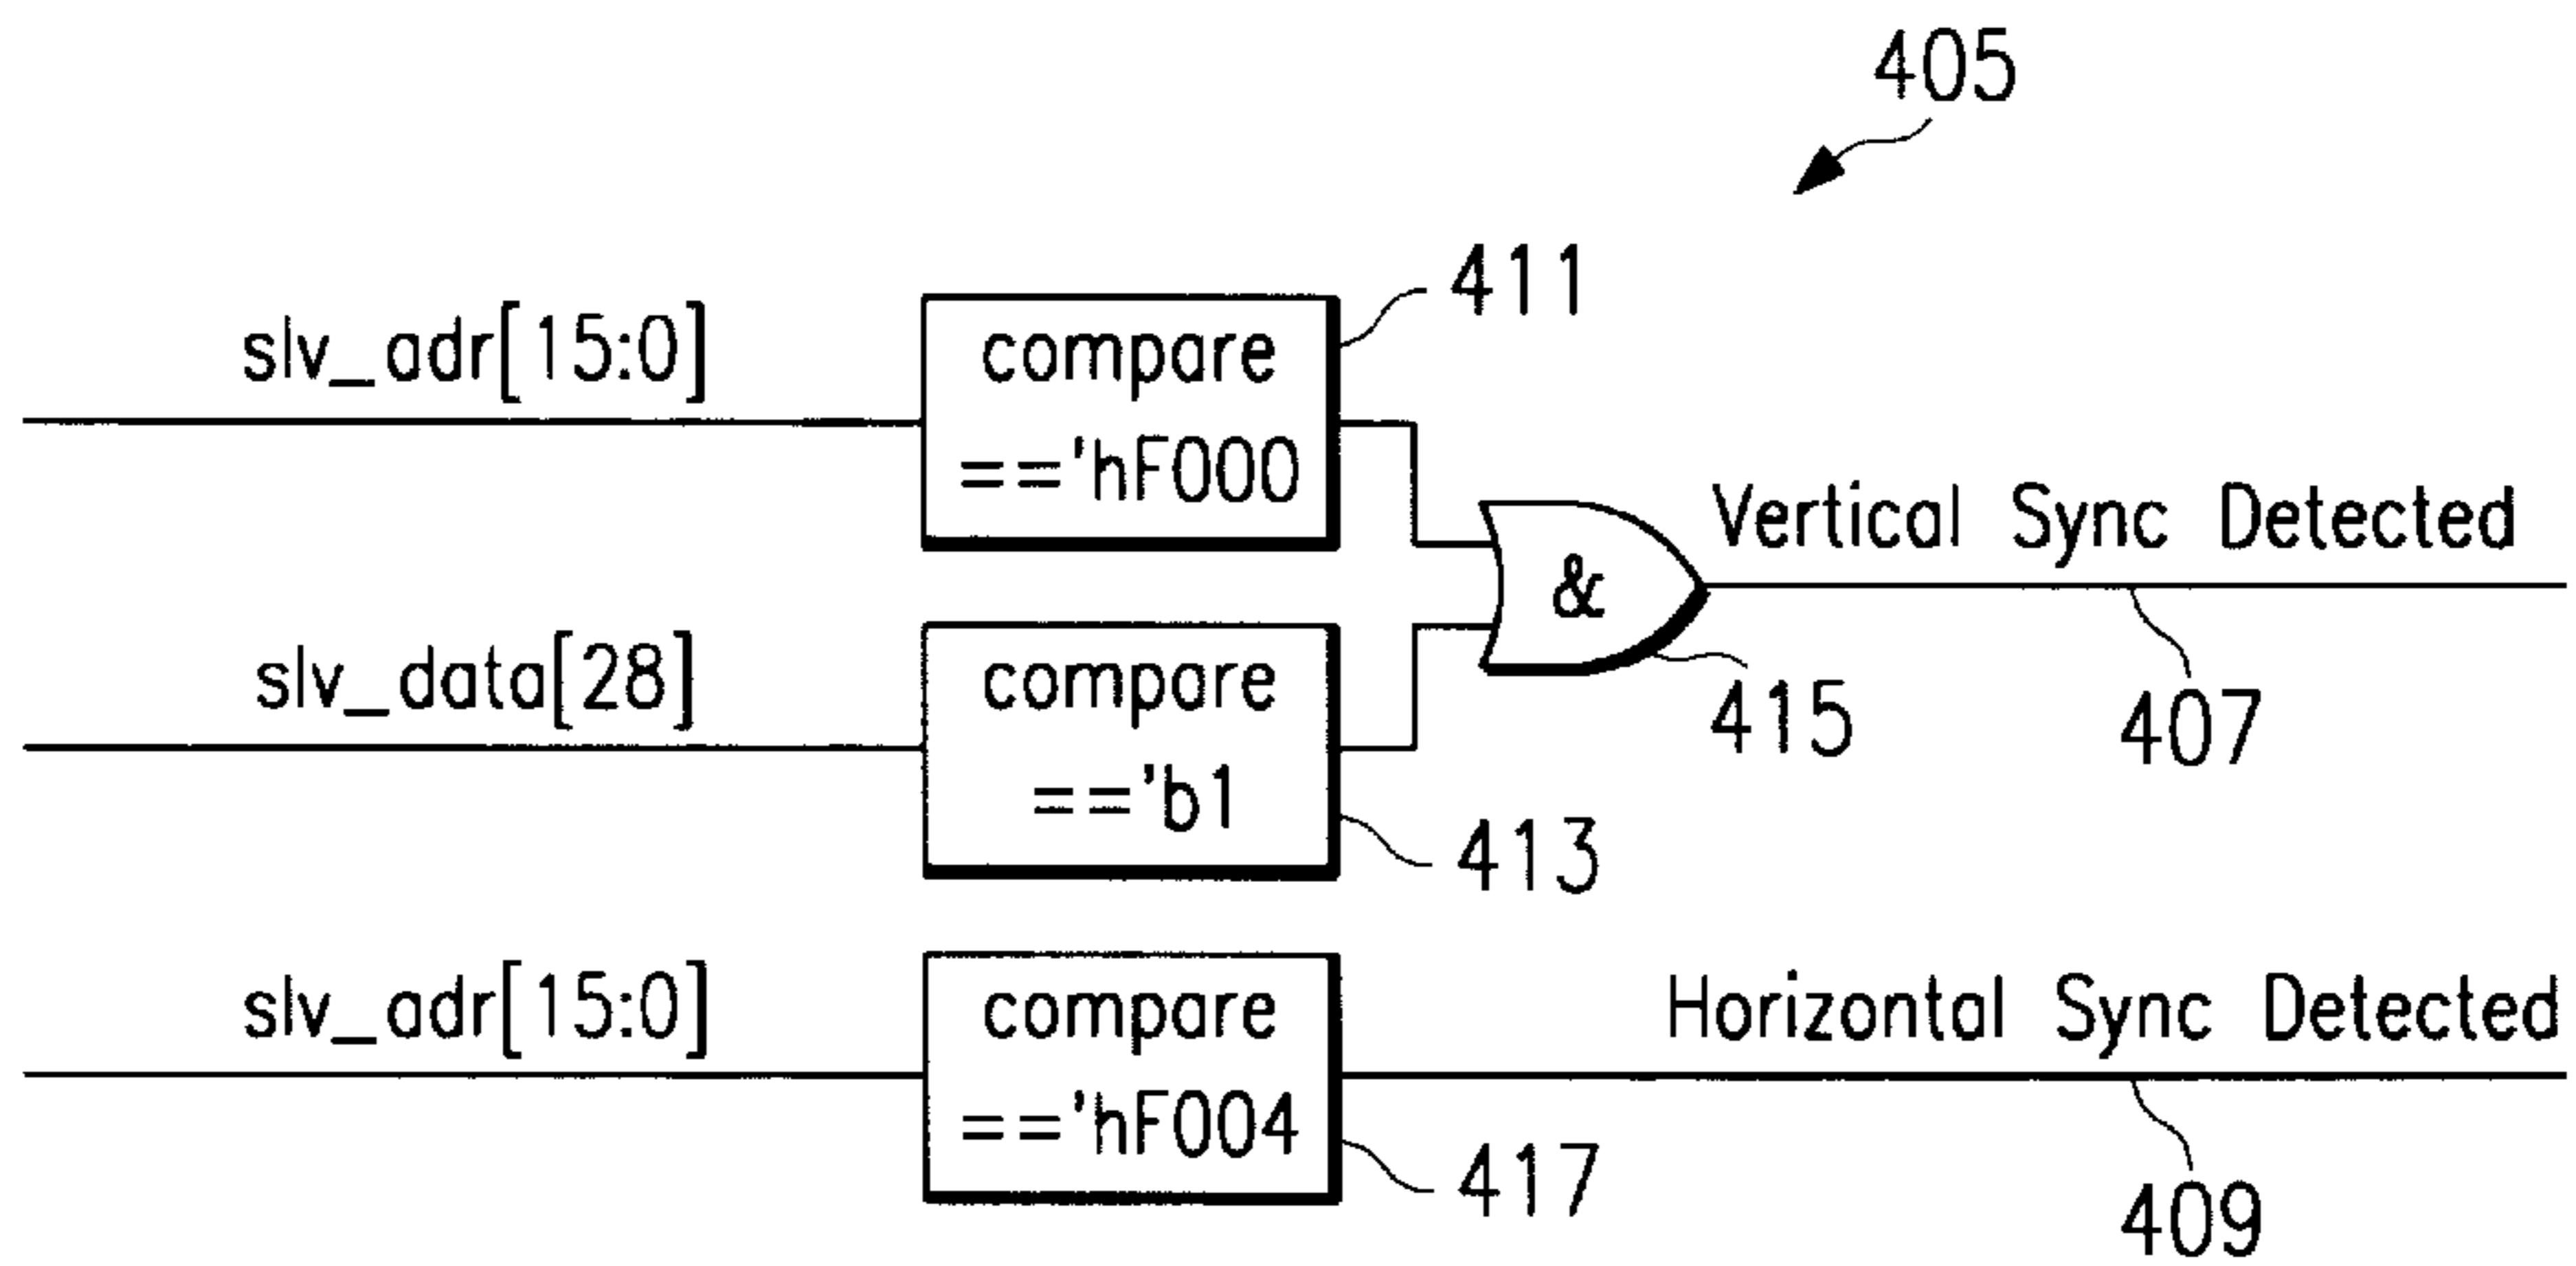 405
411
slv_adr[15:0]
compare
=='hF000
Vertical Sync Detected
&
415
407
slv_data[28]
compare
=='b1
413
slv_adr[15:0]
compare
=='hF004
Horizontal Sync Detected
417
409